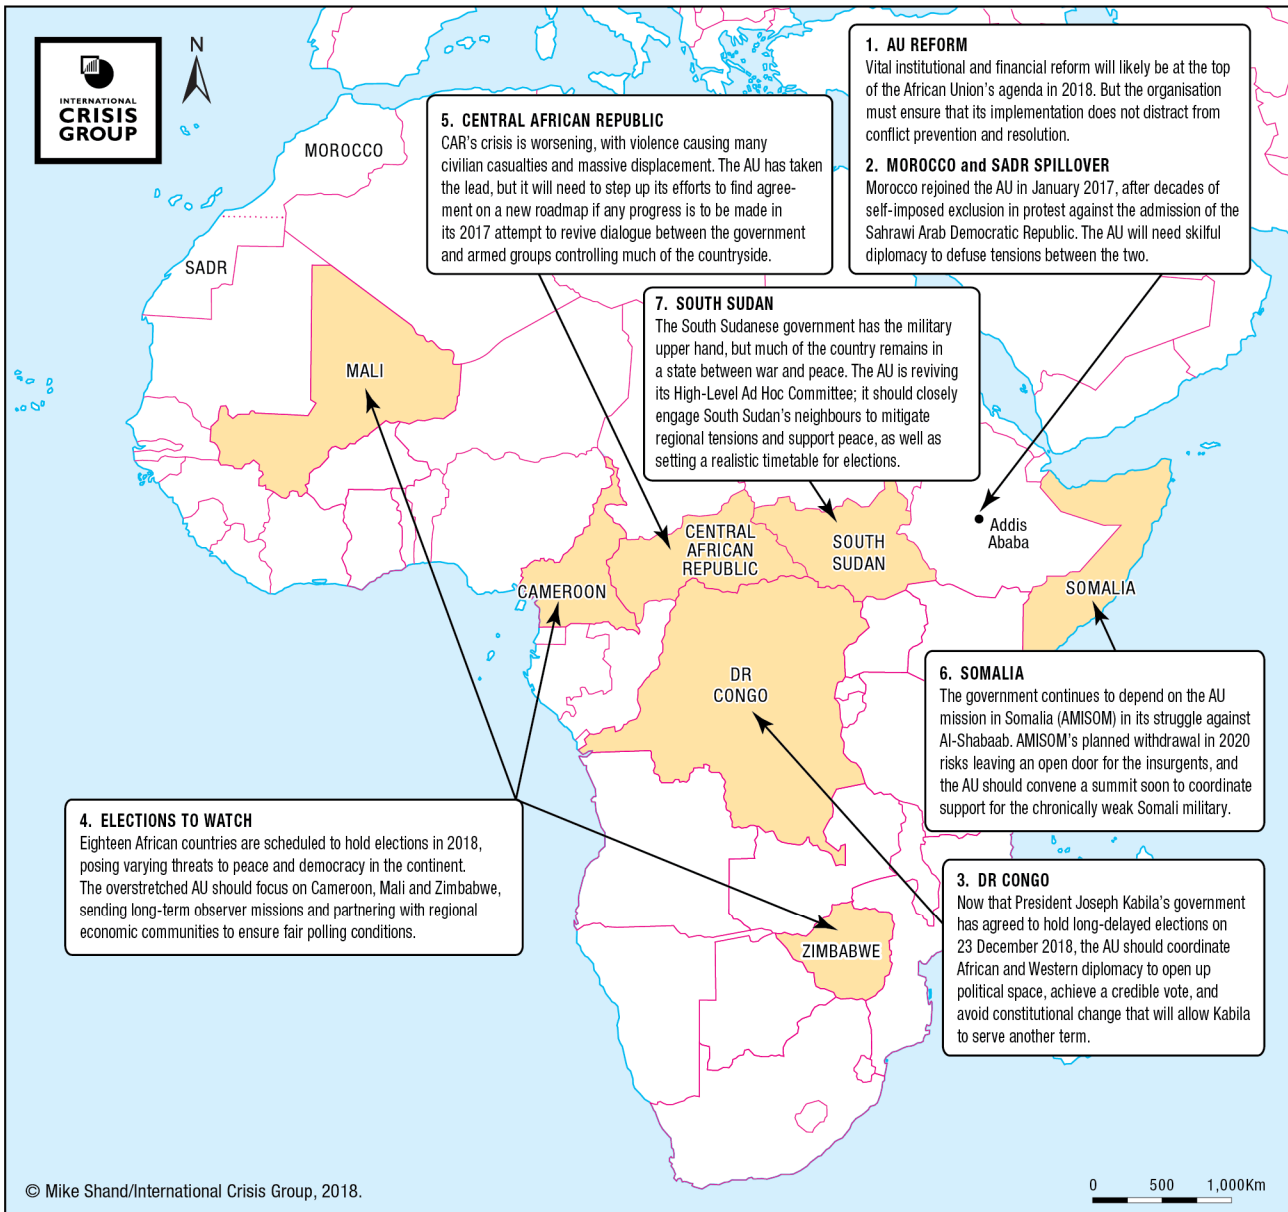 INTERNATIONAL
CRISIS
GROUP
N
1. AU REFORM
Vital institutional and financial reform will likely be at the top
of the African Union's agenda in 2018. But the organisation
must ensure that its implementation does not distract from
conflict prevention and resolution.
2. MOROCCO and SADR SPILLOVER
Morocco rejoined the AU in January 2017, after decades of
self-imposed exclusion in protest against the admission of the
Sahrawi Arab Democratic Republic. The AU will need skilful
diplomacy to defuse tensions between the two.
5. CENTRAL AFRICAN REPUBLIC
CAR's crisis is worsening, with violence causing many
civilian casualties and massive displacement. The AU has taken
the lead, but it will need to step up its efforts to find agree-
ment on a new roadmap if any progress is to be made in
its 2017 attempt to revive dialogue between the government
and armed groups controlling much of the countryside.
MOROCCO
SADR
7. SOUTH SUDAN
The South Sudanese government has the military
upper hand, but much of the country remains in
a state between war and peace. The AU is reviving
its High-Level Ad Hoc Committee; it should closely
engage South Sudan's neighbours to mitigate
regional tensions and support peace, as well as
setting a realistic timetable for elections.
MALI
CENTRAL
AFRICAN
REPUBLIC
SOUTH
SUDAN
Addis
Ababa
CAMEROON
SOMALIA
DR
CONGO
6. SOMALIA
The government continues to depend on the AU
mission in Somalia (AMISOM) in its struggle against
Al-Shabaab. AMISOM's planned withdrawal in 2020
risks leaving an open door for the insurgents, and
the AU should convene a summit soon to coordinate
support for the chronically weak Somali military.
4. ELECTIONS TO WATCH
Eighteen African countries are scheduled to hold elections in 2018,
posing varying threats to peace and democracy in the continent.
The overstretched AU should focus on Cameroon, Mali and Zimbabwe,
sending long-term observer missions and partnering with regional
economic communities to ensure fair polling conditions.
3. DR CONGO
Now that President Joseph Kabila's government
has agreed to hold long-delayed elections on
23 December 2018, the AU should coordinate
African and Western diplomacy to open up
political space, achieve a credible vote, and
avoid constitutional change that will allow Kabila
to serve another term.
ZIMBABWE
© Mike Shand/International Crisis Group, 2018.
0 500 1,000Km